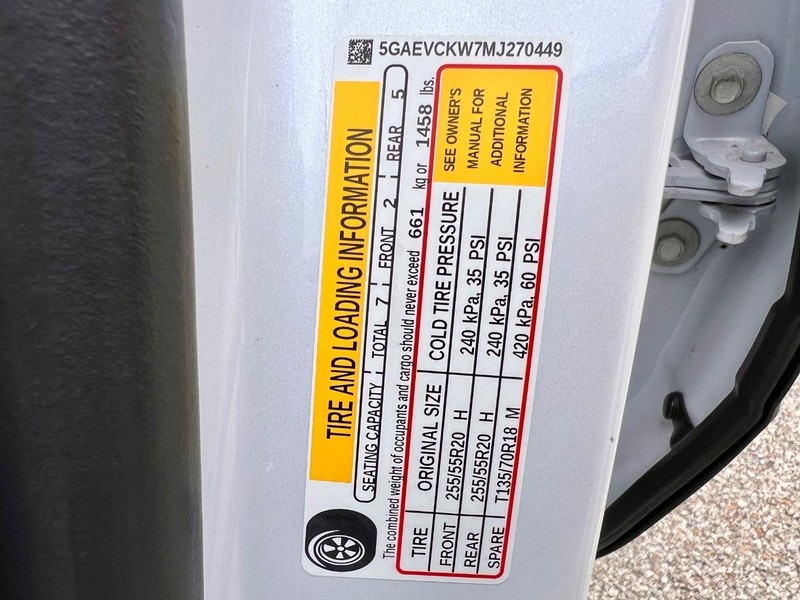 5GAEVCKW7MJ270449
TIRE AND LOADING INFORMATION
SEATING CAPACITY TOTAL 7 FRONT 2 REAR 5
The combined weight of occupants and cargo should never exceed 661 kg or 1458 lbs.
TIRE ORIGINAL SIZE COLD TIRE PRESSURE
FRONT 255/55R20 H 240 kPa, 35 PSI
REAR 255/55R20 H 240 kPa, 35 PSI
SPARE T135/70R18 M 420 kPa, 60 PSI
SEE OWNER'S
MANUAL FOR
ADDITIONAL
INFORMATION